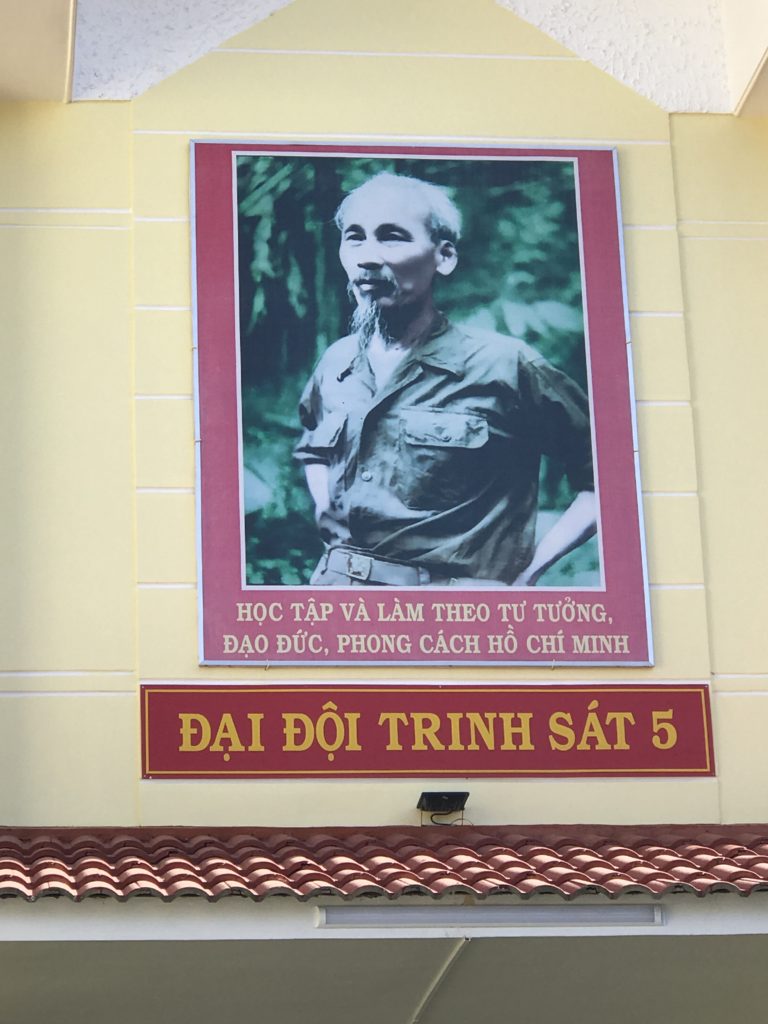 HỌC TẬP VÀ LÀM THEO TƯ TƯỞNG,
ĐẠO ĐỨC, PHONG CÁCH HỒ CHÍ MINH
ĐẠI ĐỘI TRINH SÁT 5